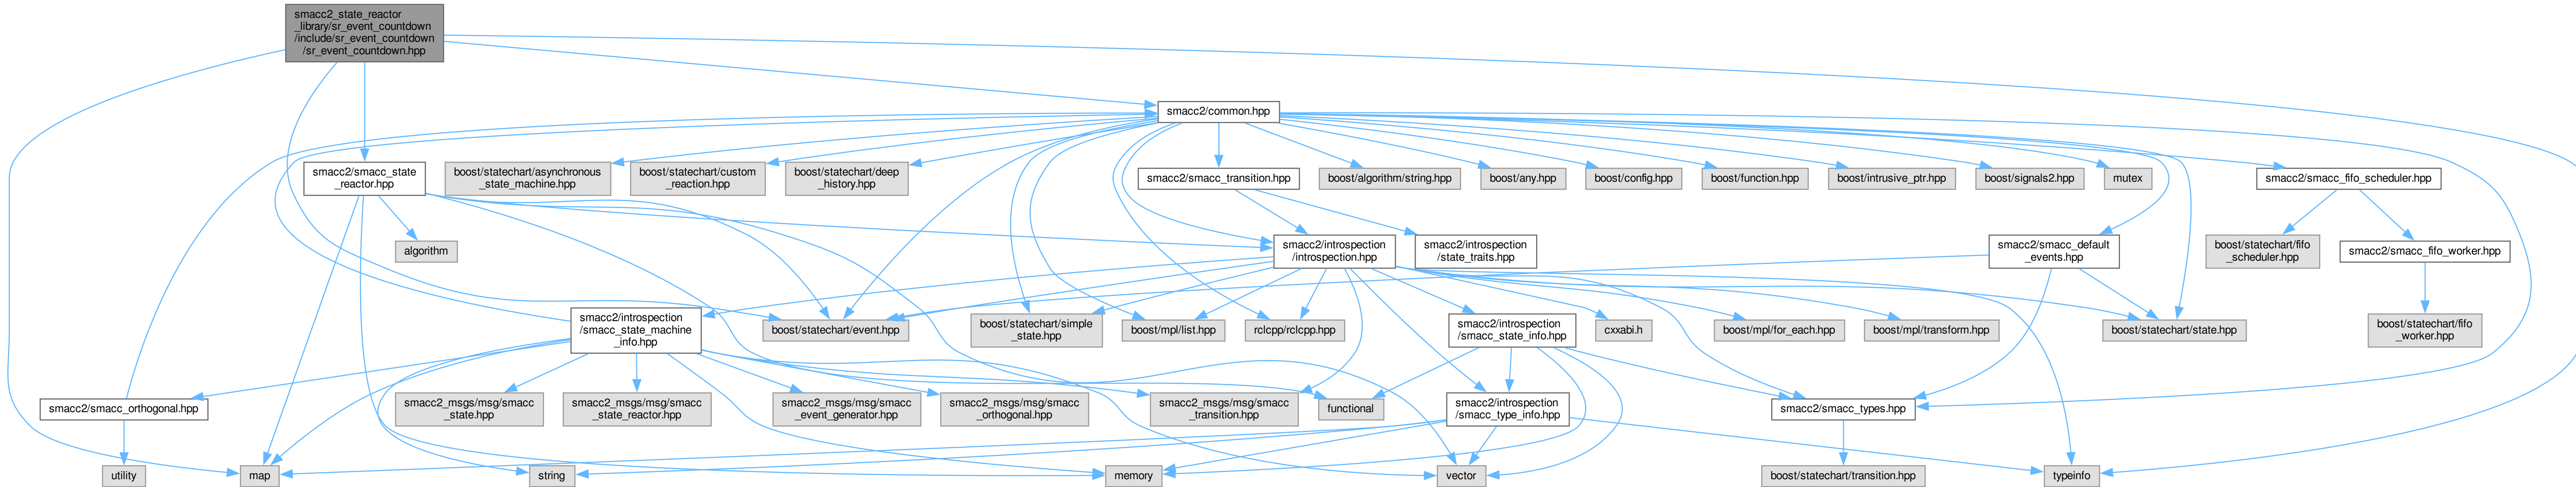 smacc2_state_reactor
_library/sr_event_countdown
/include/sr_event_countdown
/sr_event_countdown.hpp
smacc2/common.hpp
smacc2/smacc_state
_reactor.hpp
boost/statechart/asynchronous
_state_machine.hpp
boost/statechart/custom
_reaction.hpp
boost/statechart/deep
_history.hpp
smacc2/smacc_transition.hpp
boost/algorithm/string.hpp
boost/any.hpp
boost/config.hpp
boost/function.hpp
boost/intrusive_ptr.hpp
boost/signals2.hpp
mutex
smacc2/smacc_fifo_scheduler.hpp
algorithm
smacc2/introspection
/introspection.hpp
smacc2/introspection
/state_traits.hpp
smacc2/smacc_default
_events.hpp
boost/statechart/fifo
_scheduler.hpp
smacc2/smacc_fifo_worker.hpp
smacc2/introspection
/smacc_state_machine
_info.hpp
boost/statechart/event.hpp
boost/statechart/simple
_state.hpp
boost/mpl/list.hpp
rclcpp/rclcpp.hpp
smacc2/introspection
/smacc_state_info.hpp
cxxabi.h
boost/mpl/for_each.hpp
boost/mpl/transform.hpp
boost/statechart/state.hpp
boost/statechart/fifo
_worker.hpp
smacc2/smacc_orthogonal.hpp
smacc2_msgs/msg/smacc
_state.hpp
smacc2_msgs/msg/smacc
_state_reactor.hpp
smacc2_msgs/msg/smacc
_event_generator.hpp
smacc2_msgs/msg/smacc
_orthogonal.hpp
smacc2_msgs/msg/smacc
_transition.hpp
functional
smacc2/introspection
/smacc_type_info.hpp
smacc2/smacc_types.hpp
utility
map
string
memory
vector
boost/statechart/transition.hpp
typeinfo